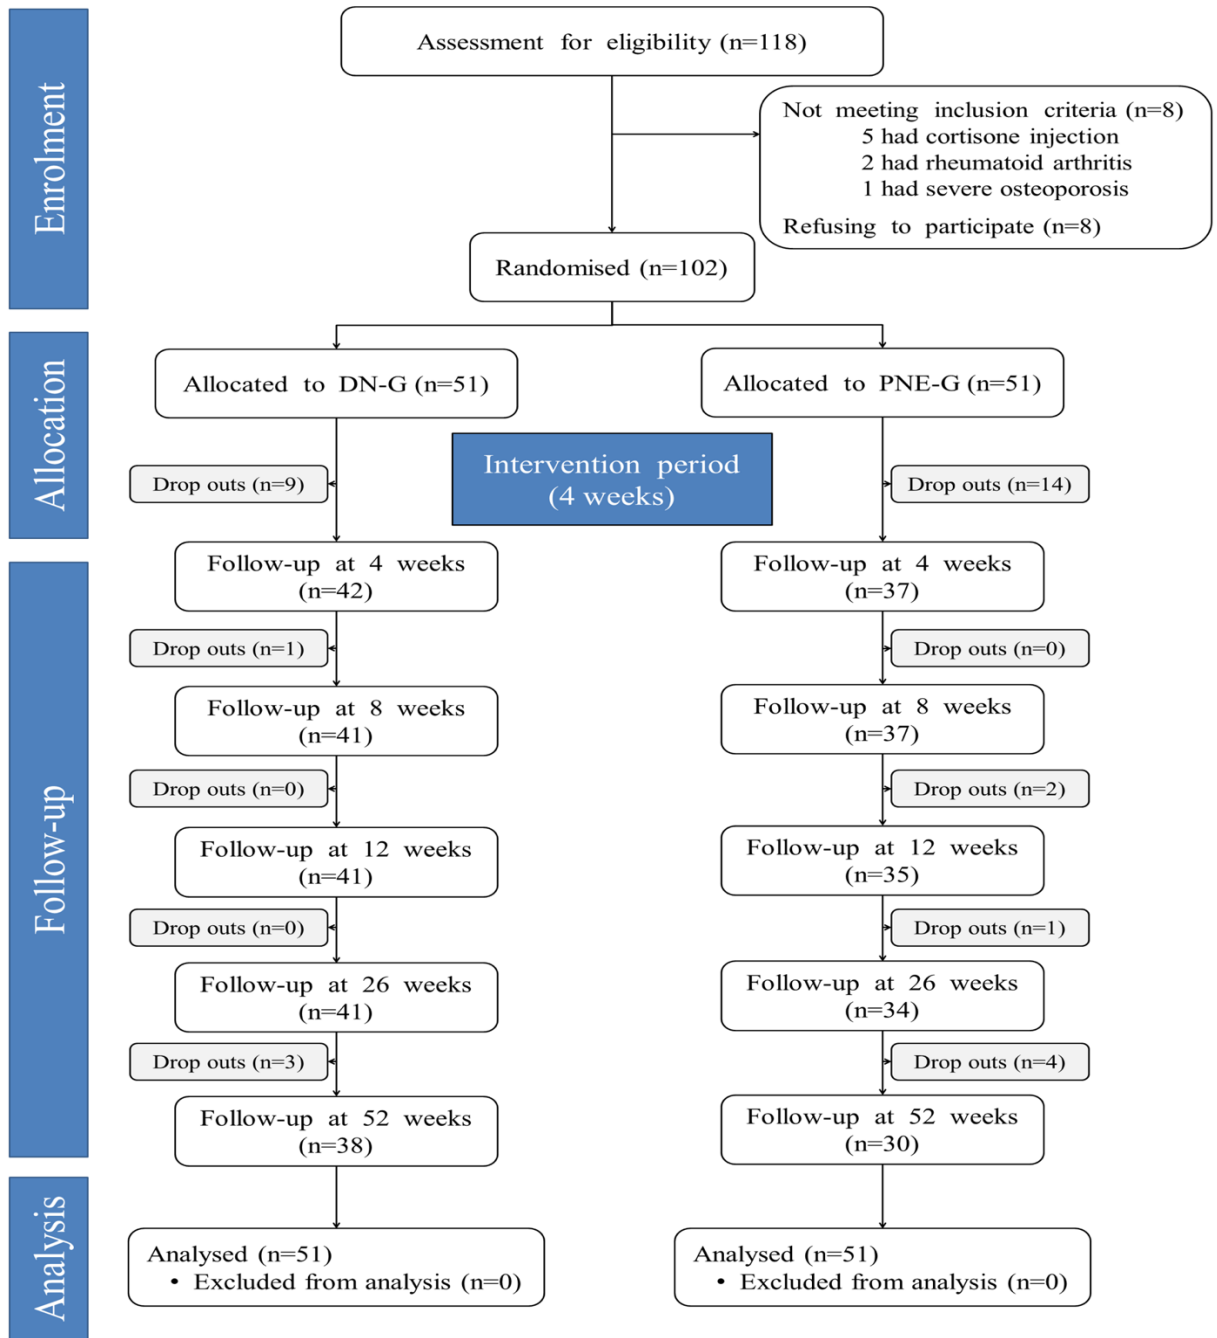 Enrolment
Assessment for eligibility (n=118)
Not meeting inclusion criteria (n=8)
5 had cortisone injection
2 had rheumatoid arthritis
1 had severe osteoporosis
Refusing to participate (n=8)
Randomised (n=102)
Allocation
Allocated to DN-G (n=51)
Allocated to PNE-G (n=51)
Intervention period
(4 weeks)
Drop outs (n=9)
Drop outs (n=14)
Follow-up
Follow-up at 4 weeks
(n=42)
Follow-up at 4 weeks
(n=37)
Drop outs (n=1)
Drop outs (n=0)
Follow-up at 8 weeks
(n=41)
Follow-up at 8 weeks
(n=37)
Drop outs (n=0)
Drop outs (n=2)
Follow-up at 12 weeks
(n=41)
Follow-up at 12 weeks
(n=35)
Drop outs (n=0)
Drop outs (n=1)
Follow-up at 26 weeks
(n=41)
Follow-up at 26 weeks
(n=34)
Drop outs (n=3)
Drop outs (n=4)
Follow-up at 52 weeks
(n=38)
Follow-up at 52 weeks
(n=30)
Analysis
Analysed (n=51)
• Excluded from analysis (n=0)
Analysed (n=51)
• Excluded from analysis (n=0)